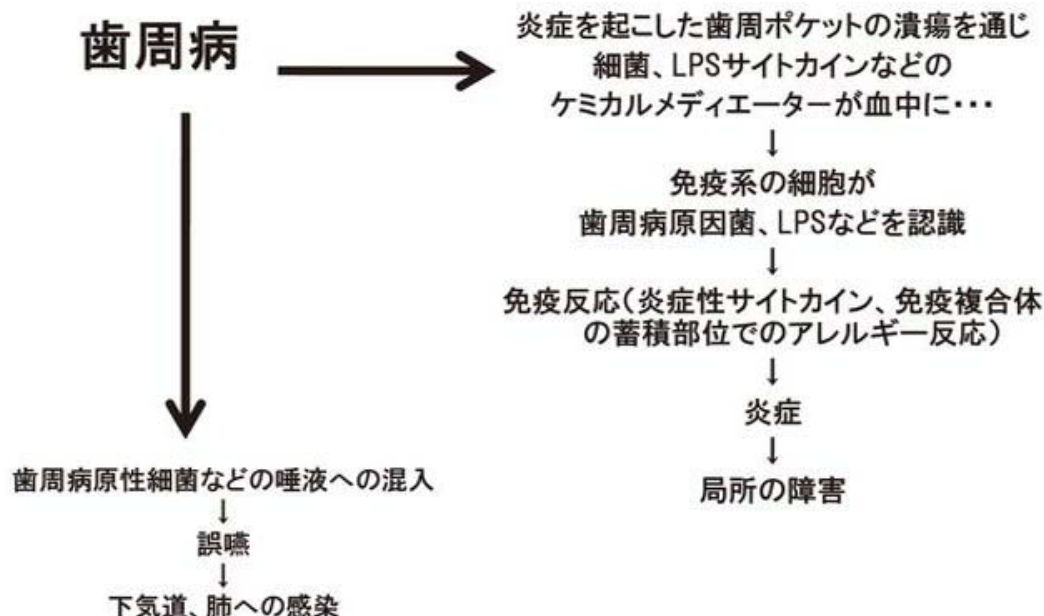 歯周病
炎症を起こした歯周ポケットの潰瘍を通じ
細菌、LPSサイトカインなどの
ケミカルメディエーターが血中に・・・
↓
免疫系の細胞が
歯周病原因菌、LPSなどを認識
↓
免疫反応(炎症性サイトカイン、免疫複合体
の蓄積部位でのアレルギー反応)
↓
炎症
↓
局所の障害
歯周病原性細菌などの唾液への混入
↓
誤嚥
↓
下気道、肺への感染